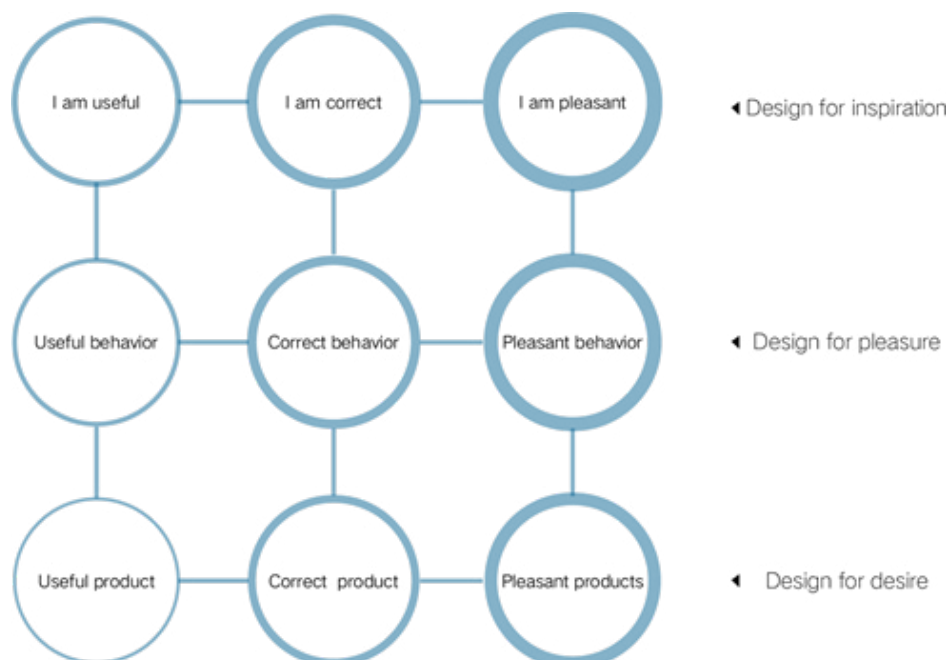 I am useful
I am correct
I am pleasant
Design for inspiration
Useful behavior
Correct behavior
Pleasant behavior
Design for pleasure
Useful product
Correct product
Pleasant products
Design for desire